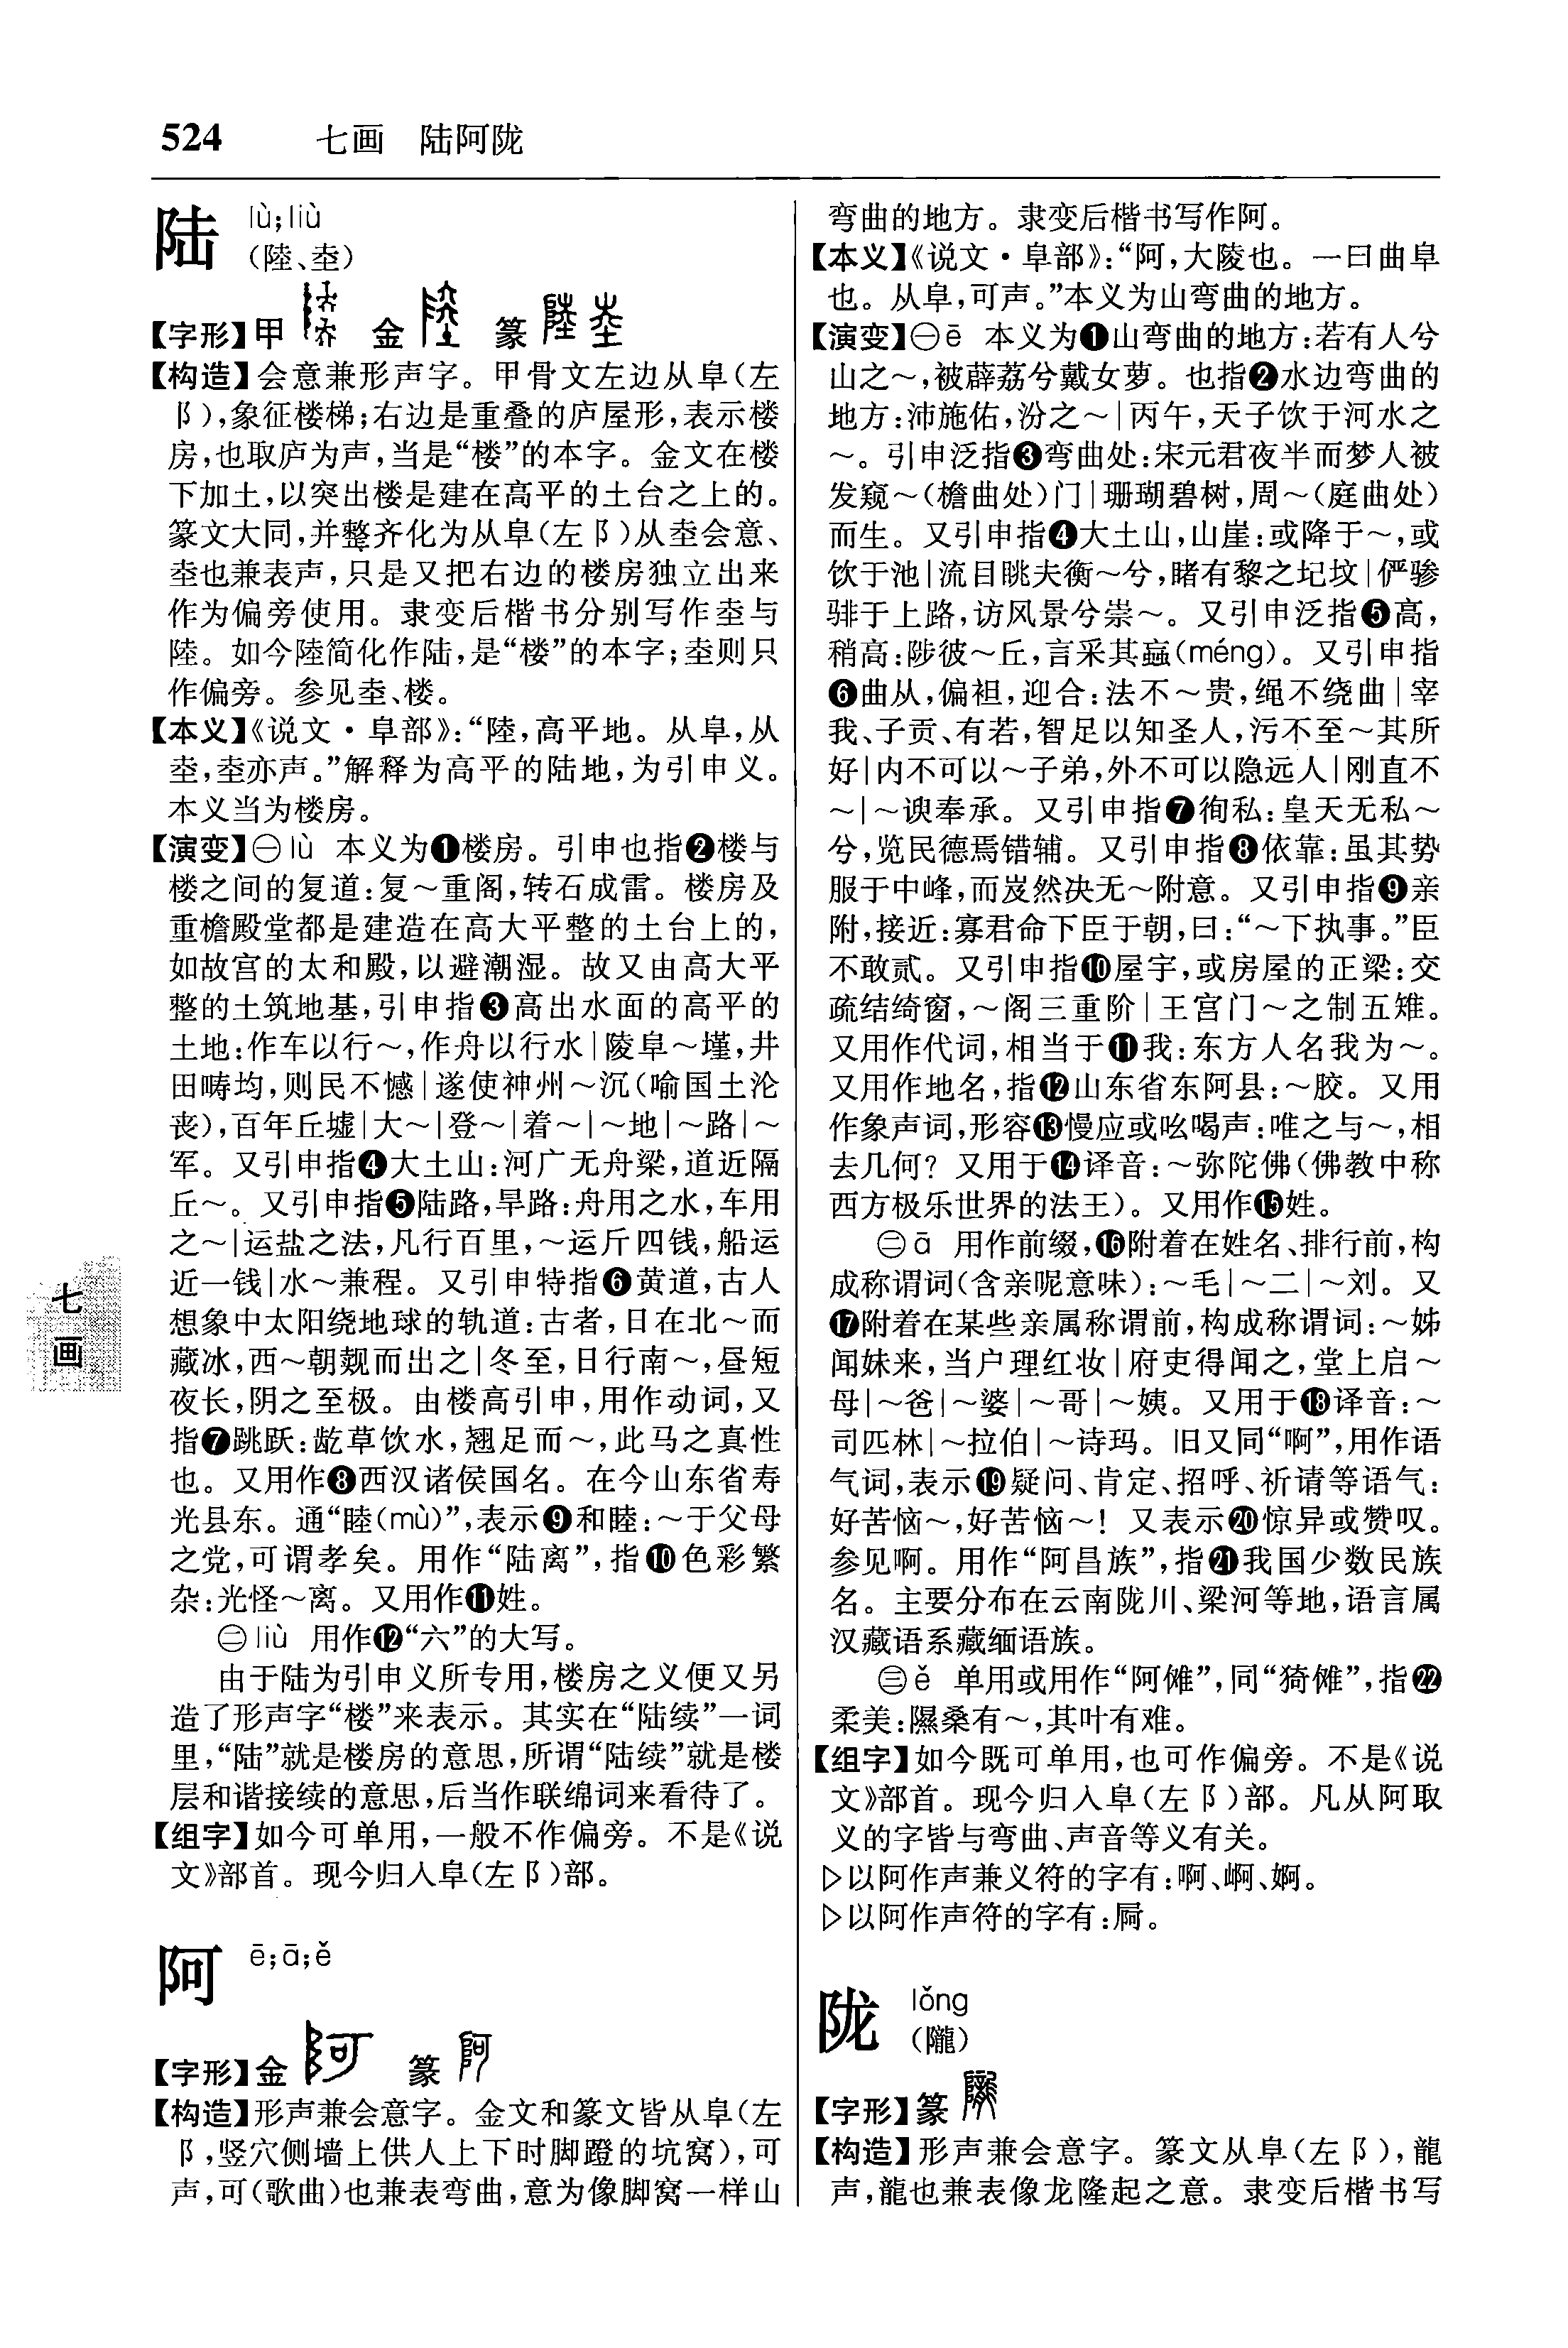 524 七画 陆阿陇
陆 lù;liù
(陸、坴)
【字形】甲 金 篆
【构造】会意兼形声字。甲骨文左边从阜(左
阝),象征楼梯;右边是重叠的庐屋形,表示楼
房,也取庐为声,当是“楼”的本字。金文在楼
下加土,以突出楼是建在高平的土台之上的。
篆文大同,并整齐化为从阜(左阝)从坴会意、
坴也兼表声,只是又把右边的楼房独立出来
作为偏旁使用。隶变后楷书分别写作坴与
陸。如今陸简化作陆,是“楼”的本字;坴则只
作偏旁。参见坴、楼。
【本义】《说文·阜部》:“陸,高平地。从阜,从
坴,坴亦声。”解释为高平的陆地,为引申义。
本义当为楼房。
【演变】㊀lù 本义为❶楼房。引申也指❷楼与
楼之间的复道:复～重阁,转石成雷。楼房及
重檐殿堂都是建造在高大平整的土台上的,
如故宫的太和殿,以避潮湿。故又由高大平
整的土筑地基,引申指❸高出水面的高平的
土地:作车以行～,作舟以行水|陵阜～墐,井
田畴均,则民不憾|遂使神州～沉(喻国土沦
丧),百年丘墟|大～|登～|着～|～地|～路|～
军。又引申指❹大土山:河广无舟梁,道近隔
丘～。又引申指❺陆路,旱路:舟用之水,车用
之～|运盐之法,凡行百里,～运斤四钱,船运
近一钱|水～兼程。又引申特指❻黄道,古人
想象中太阳绕地球的轨道:古者,日在北～而
藏冰,西～朝觌而出之|冬至,日行南～,昼短
夜长,阴之至极。由楼高引申,用作动词,又
指❼跳跃:龁草饮水,翘足而～,此马之真性
也。又用作❽西汉诸侯国名。在今山东省寿
光县东。通“睦(mù)”,表示❾和睦:～于父母
之党,可谓孝矣。用作“陆离”,指❿色彩繁
杂:光怪～离。又用作⓫姓。
㊁liù 用作⓬“六”的大写。
由于陆为引申义所专用,楼房之义便又另
造了形声字“楼”来表示。其实在“陆续”一词
里,“陆”就是楼房的意思,所谓“陆续”就是楼
层和谐接续的意思,后当作联绵词来看待了。
【组字】如今可单用,一般不作偏旁。不是《说
文》部首。现今归入阜(左阝)部。
阿 ē;ā;ě
【字形】金 篆
【构造】形声兼会意字。金文和篆文皆从阜(左
阝,竖穴侧墙上供人上下时脚蹬的坑窝),可
声,可(歌曲)也兼表弯曲,意为像脚窝一样山
弯曲的地方。隶变后楷书写作阿。
【本义】《说文·阜部》:“阿,大陵也。一曰曲阜
也。从阜,可声。”本义为山弯曲的地方。
【演变】㊀ē 本义为❶山弯曲的地方:若有人兮
山之～,被薜荔兮戴女萝。也指❷水边弯曲的
地方:沛施佑,汾之～|丙午,天子饮于河水之
～。引申泛指❸弯曲处:宋元君夜半而梦人被
发窥～(檐曲处)门|珊瑚碧树,周～(庭曲处)
而生。又引申指❹大土山,山崖:或降于～,或
饮于池|流目眺夫衡～兮,睹有黎之圮坟|俨骖
騑于上路,访风景兮崇～。又引申泛指❺高,
稍高:陟彼～丘,言采其蝱(méng)。又引申指
❻曲从,偏袒,迎合:法不～贵,绳不绕曲|宰
我、子贡、有若,智足以知圣人,污不至～其所
好|内不可以～子弟,外不可以隐远人|刚直不
～|～谀奉承。又引申指❼徇私:皇天无私～
兮,览民德焉错辅。又引申指❽依靠:虽其势
服于中峰,而岌然决无～附意。又引申指❾亲
附,接近:寡君命下臣于朝,曰:“～下执事。”臣
不敢贰。又引申指❿屋宇,或房屋的正梁:交
疏结绮窗,～阁三重阶|王宫门～之制五雉。
又用作代词,相当于⓫我:东方人名我为～。
又用作地名,指⓬山东省东阿县:～胶。又用
作象声词,形容⓭慢应或吆喝声:唯之与～,相
去几何？又用于⓮译音:～弥陀佛(佛教中称
西方极乐世界的法王)。又用作⓯姓。
㊁ā 用作前缀,⓰附着在姓名、排行前,构
成称谓词(含亲昵意味):～毛|～二|～刘。又
⓱附着在某些亲属称谓前,构成称谓词:～姊
闻妹来,当户理红妆|府吏得闻之,堂上启～
母|～爸|～婆|～哥|～姨。又用于⓲译音:～
司匹林|～拉伯|～诗玛。旧又同“啊”,用作语
气词,表示⓳疑问、肯定、招呼、祈请等语气:
好苦恼～,好苦恼～！又表示⓴惊异或赞叹。
参见啊。用作“阿昌族”,指㉑我国少数民族
名。主要分布在云南陇川、梁河等地,语言属
汉藏语系藏缅语族。
㊂ě 单用或用作“阿傩”,同“猗傩”,指㉒
柔美:隰桑有～,其叶有难。
【组字】如今既可单用,也可作偏旁。不是《说
文》部首。现今归入阜(左阝)部。凡从阿取
义的字皆与弯曲、声音等义有关。
▷以阿作声兼义符的字有:啊、崥、婀。
▷以阿作声符的字有:屙。
陇 lǒng
(隴)
【字形】篆
【构造】形声兼会意字。篆文从阜(左阝),龍
声,龍也兼表像龙隆起之意。隶变后楷书写
七
画